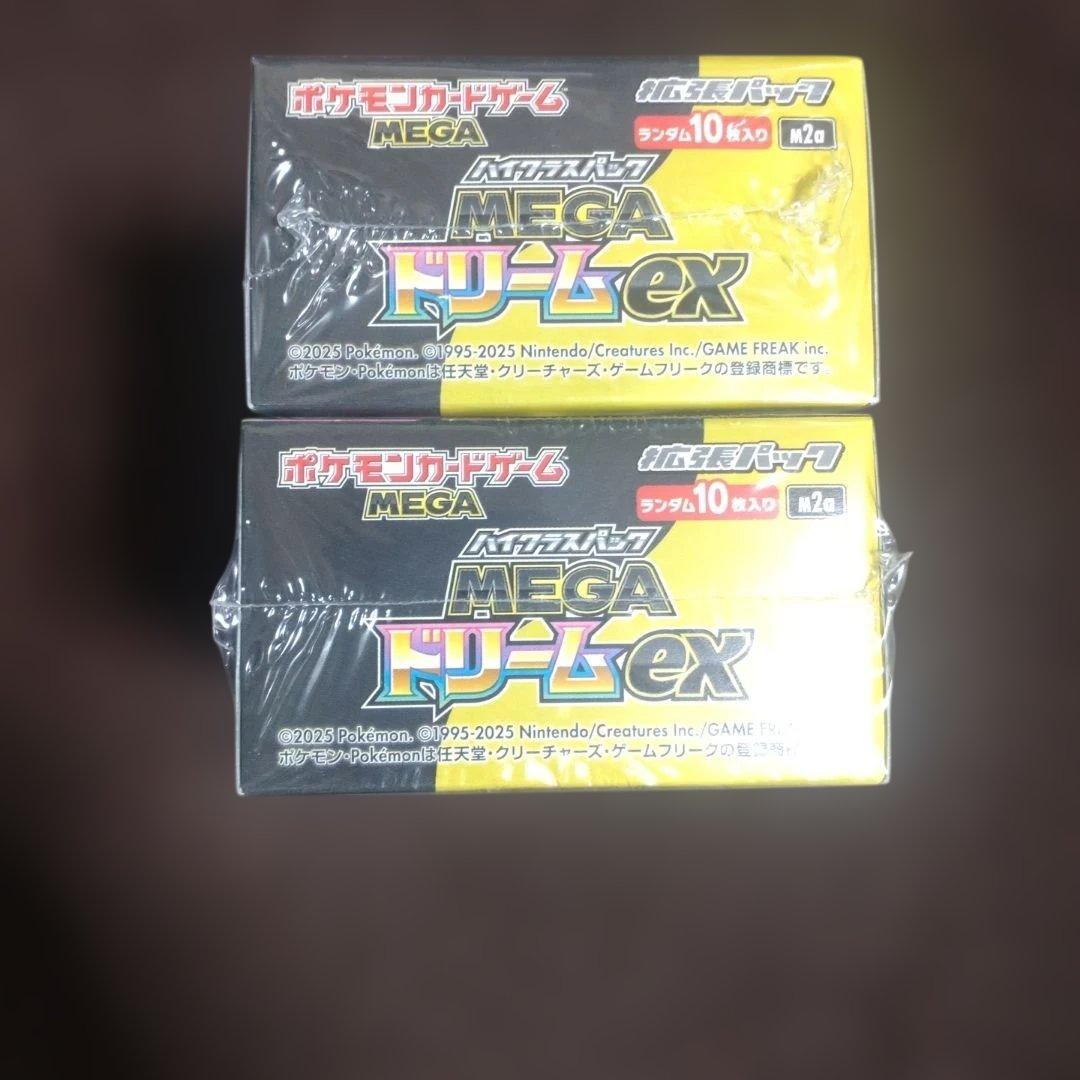 ポケモンカードゲーム
MEGA
拡張パック
ランダム10枚入り M2a
ハイクラスパック
MEGA
ドリームex
©2025 Pokémon. ©1995-2025 Nintendo/Creatures Inc./GAME FREAK inc.
ポケモン・Pokémonは任天堂・クリーチャーズ・ゲームフリークの登録商標です。
ポケモンカードゲーム
MEGA
拡張パック
ランダム10枚入り M2a
ハイクラスパック
MEGA
ドリームex
©2025 Pokémon. ©1995-2025 Nintendo/Creatures Inc./GAME
ポケモン・Pokémonは任天堂・クリーチャーズ・ゲームフリークの登録商標